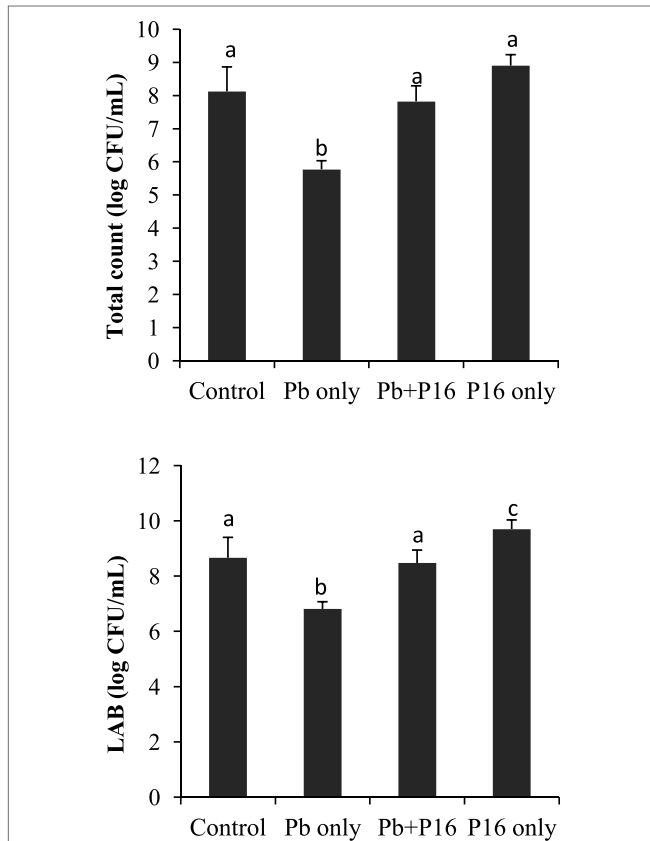 Total count (log CFU/mL)
10
9
8
7
6
5
4
3
2
1
0
a
b
a
a
Control
Pb only
Pb+P16
P16 only
LAB (log CFU/mL)
12
10
8
6
4
2
0
a
b
a
c
Control
Pb only
Pb+P16
P16 only